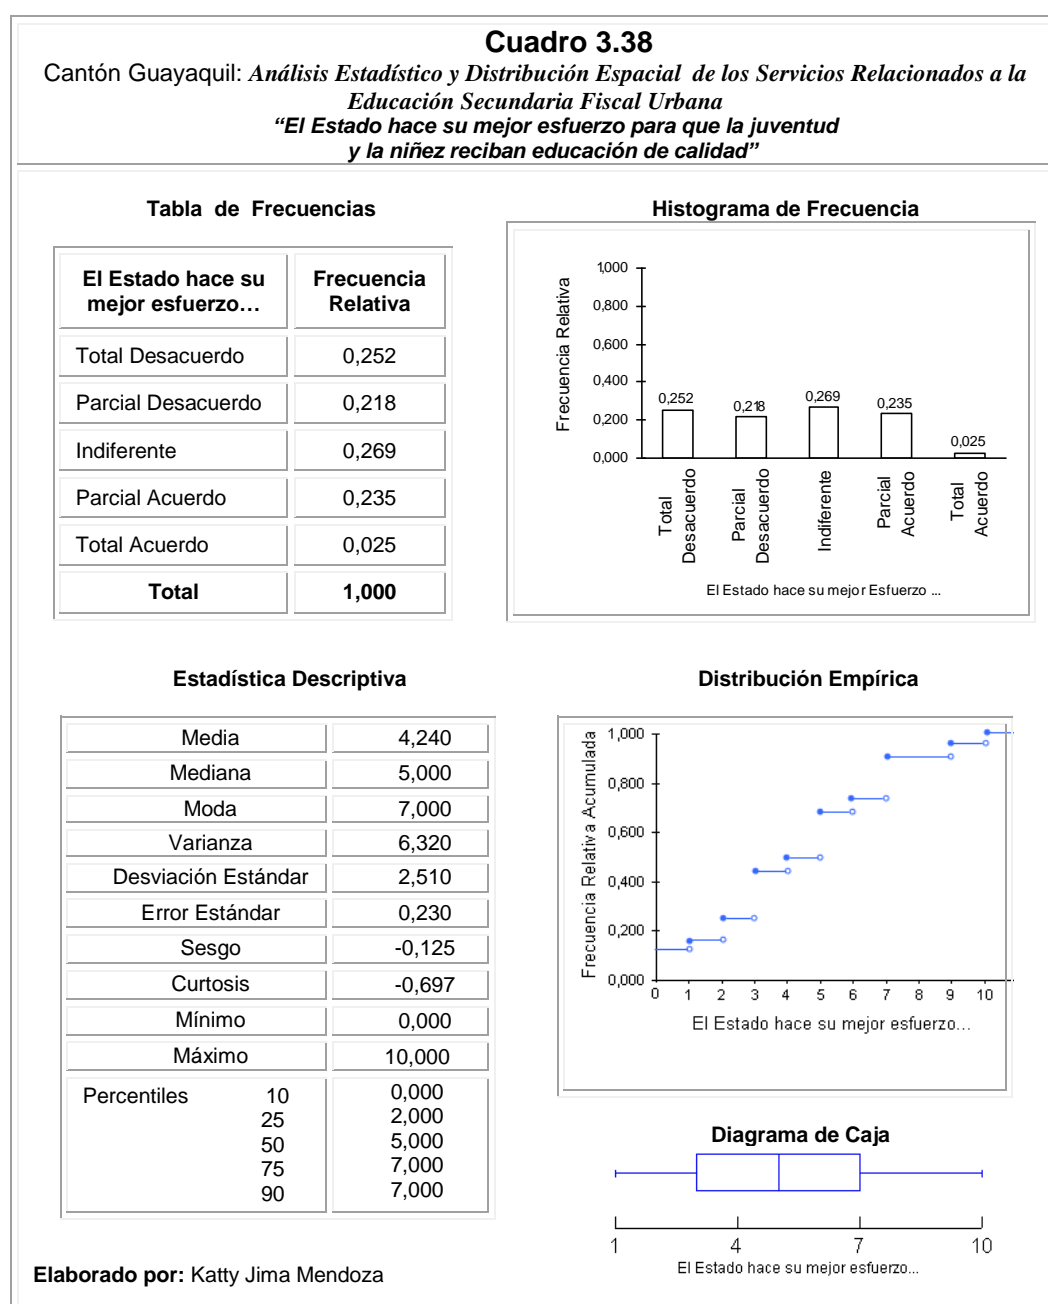 Cuadro 3.38
Cantón Guayaquil: Análisis Estadístico y Distribución Espacial de los Servicios Relacionados a la
Educación Secundaria Fiscal Urbana
“El Estado hace su mejor esfuerzo para que la juventud
y la niñez reciban educación de calidad”
Tabla de Frecuencias
El Estado hace su mejor esfuerzo…
Frecuencia Relativa
Total Desacuerdo 0,252
Parcial Desacuerdo 0,218
Indiferente 0,269
Parcial Acuerdo 0,235
Total Acuerdo 0,025
Total 1,000
Histograma de Frecuencia
Frecuencia Relativa
1,000
0,800
0,600
0,400
0,200
0,000
0,252
0,218
0,269
0,235
0,025
Total Desacuerdo
Parcial Desacuerdo
Indiferente
Parcial Acuerdo
Total Acuerdo
El Estado hace su mejor Esfuerzo ...
Estadística Descriptiva
Media 4,240
Mediana 5,000
Moda 7,000
Varianza 6,320
Desviación Estándar 2,510
Error Estándar 0,230
Sesgo -0,125
Curtosis -0,697
Mínimo 0,000
Máximo 10,000
Percentiles 10 0,000
25 2,000
50 5,000
75 7,000
90 7,000
Distribución Empírica
Frecuencia Relativa Acumulada
1,000
0,800
0,600
0,400
0,200
0,000
0 1 2 3 4 5 6 7 8 9 10
El Estado hace su mejor esfuerzo...
Diagrama de Caja
1 4 7 10
El Estado hace su mejor esfuerzo...
Elaborado por: Katty Jima Mendoza